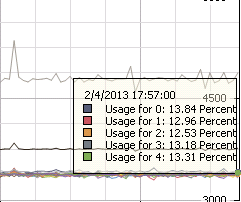 2/4/2013 17:57:00
4500
Usage for 0: 13.84 Percent
Usage for 1: 12.96 Percent
Usage for 2: 12.53 Percent
Usage for 3: 13.18 Percent
Usage for 4: 13.31 Percent
3000